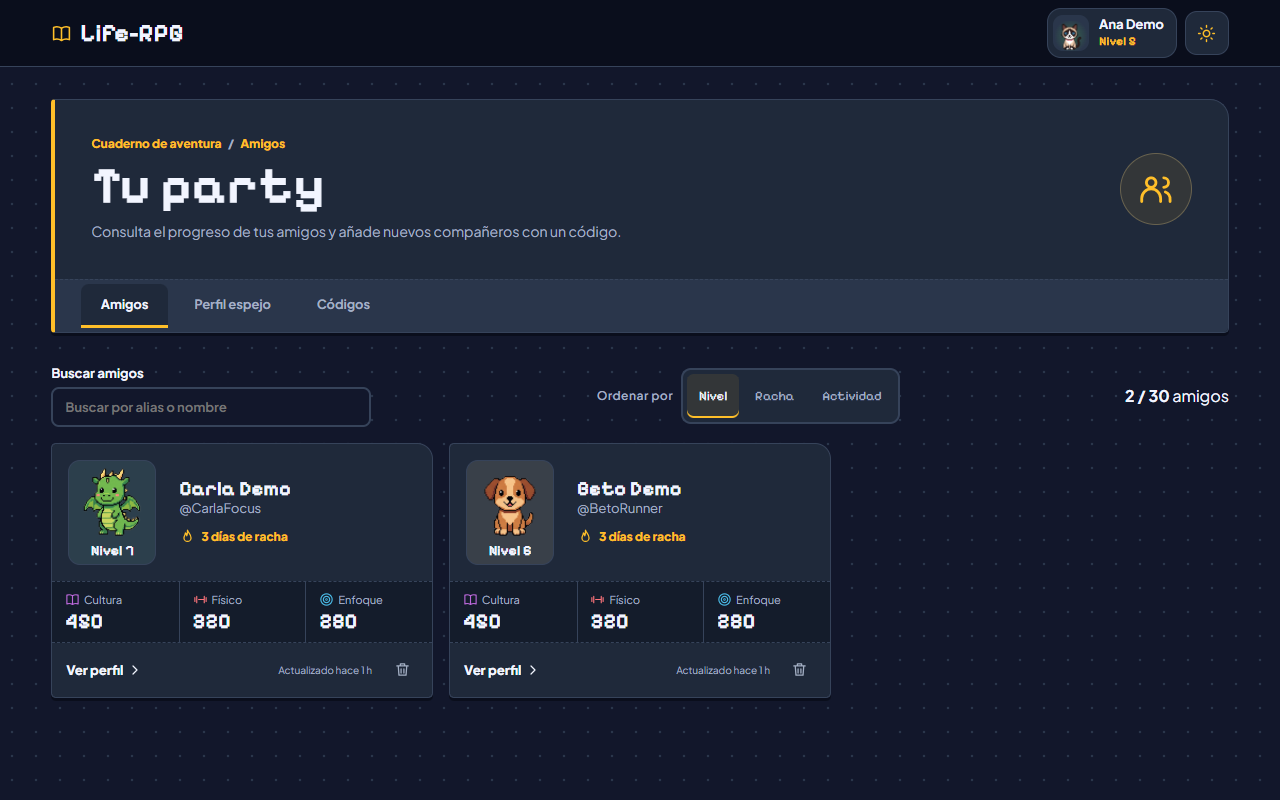 Life-RPG
Ana Demo
Nivel 8
Cuaderno de aventura / Amigos
Tu party
Consulta el progreso de tus amigos y añade nuevos compañeros con un código.
Amigos Perfil espejo Códigos
Buscar amigos
Buscar por alias o nombre
Ordenar por Nivel Racha Actividad
2 / 30 amigos
Carla Demo
@CarlaFocus
3 días de racha
Nivel 7
Cultura Físico Enfoque
480 320 280
Ver perfil Actualizado hace 1 h
Beto Demo
@BetoRunner
3 días de racha
Nivel 6
Cultura Físico Enfoque
480 320 280
Ver perfil Actualizado hace 1 h